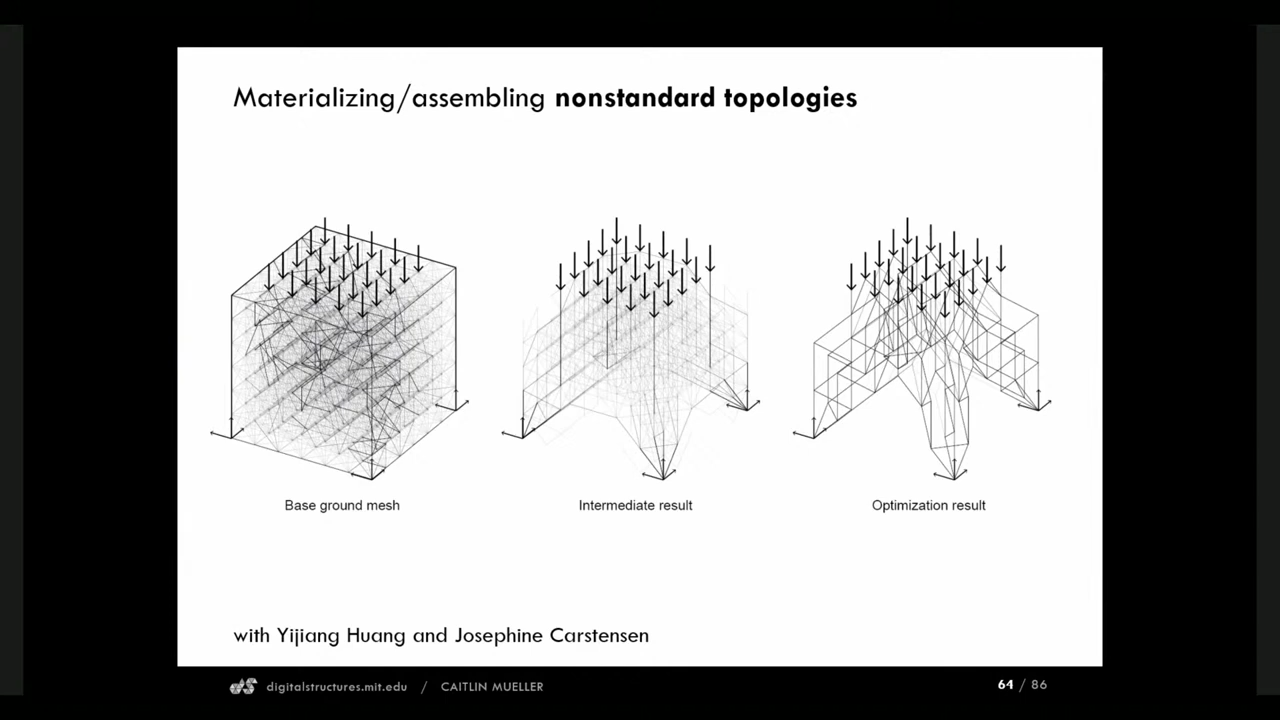 Materializing/assembling nonstandard topologies
Base ground mesh
Intermediate result
Optimization result
with Yijiang Huang and Josephine Carstensen
digitalstructures.mit.edu / CAITLIN MUELLER
64 / 86